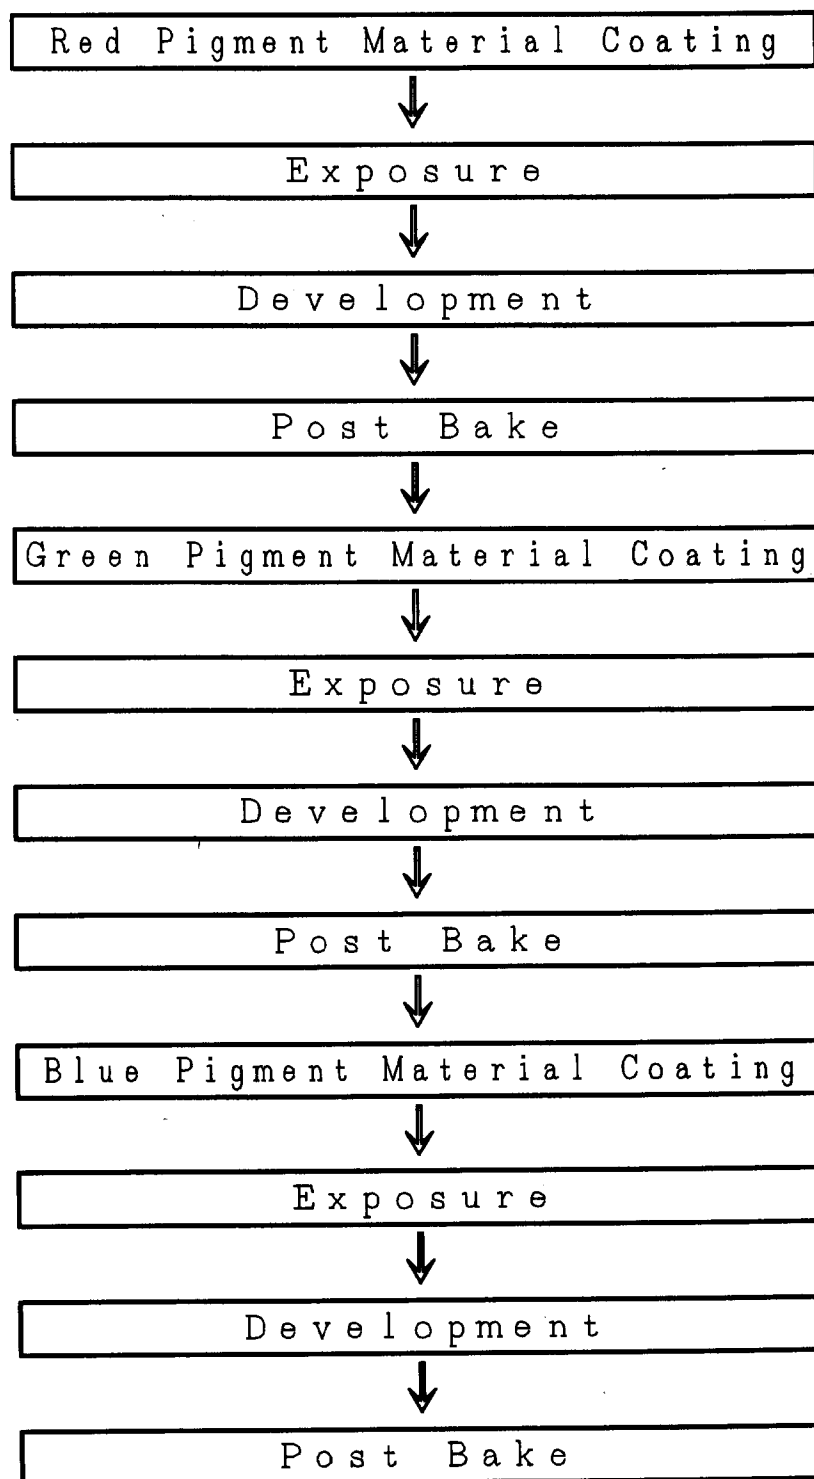 Red Pigment Material Coating
Exposure
Development
Post Bake
Green Pigment Material Coating
Exposure
Development
Post Bake
Blue Pigment Material Coating
Exposure
Development
Post Bake